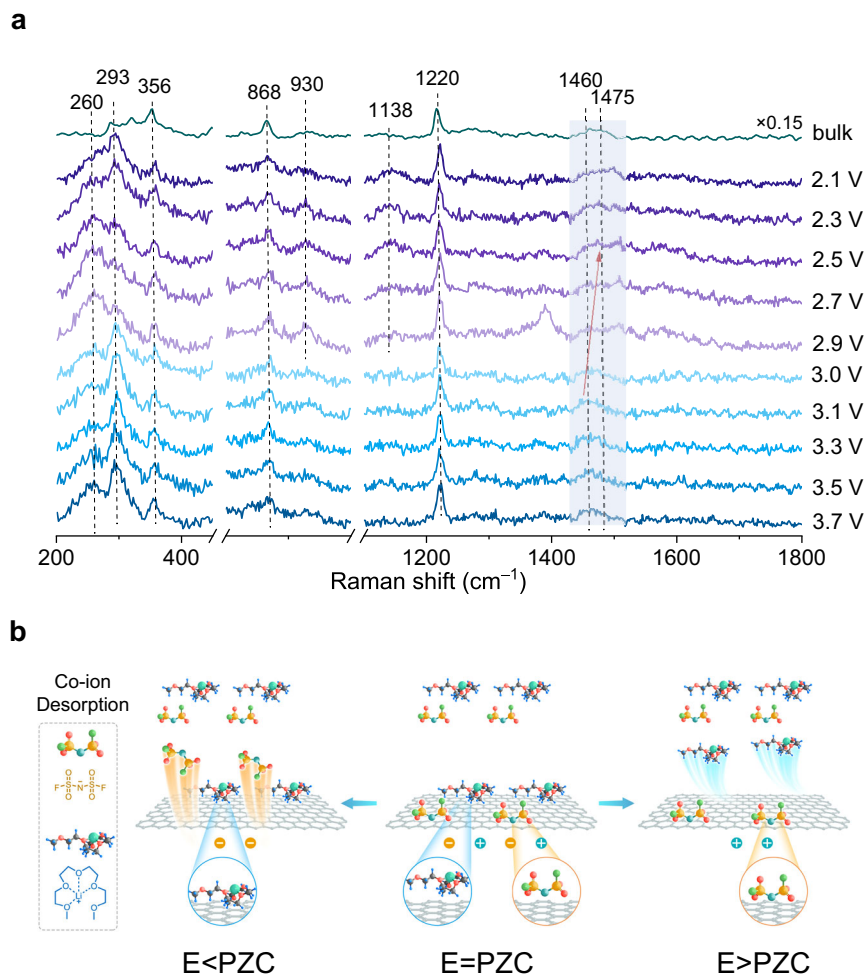 a
293
356
260
868
930
1138
1220
1460
1475
×0.15
bulk
2.1 V
2.3 V
2.5 V
2.7 V
2.9 V
3.0 V
3.1 V
3.3 V
3.5 V
3.7 V
200 400 1200 1400 1600 1800
Raman shift (cm⁻¹)
b
Co-ion
Desorption
O O
F–S–N–S–F
O O
O O
Li
O O
− −
− + − +
+ +
E<PZC E=PZC E>PZC